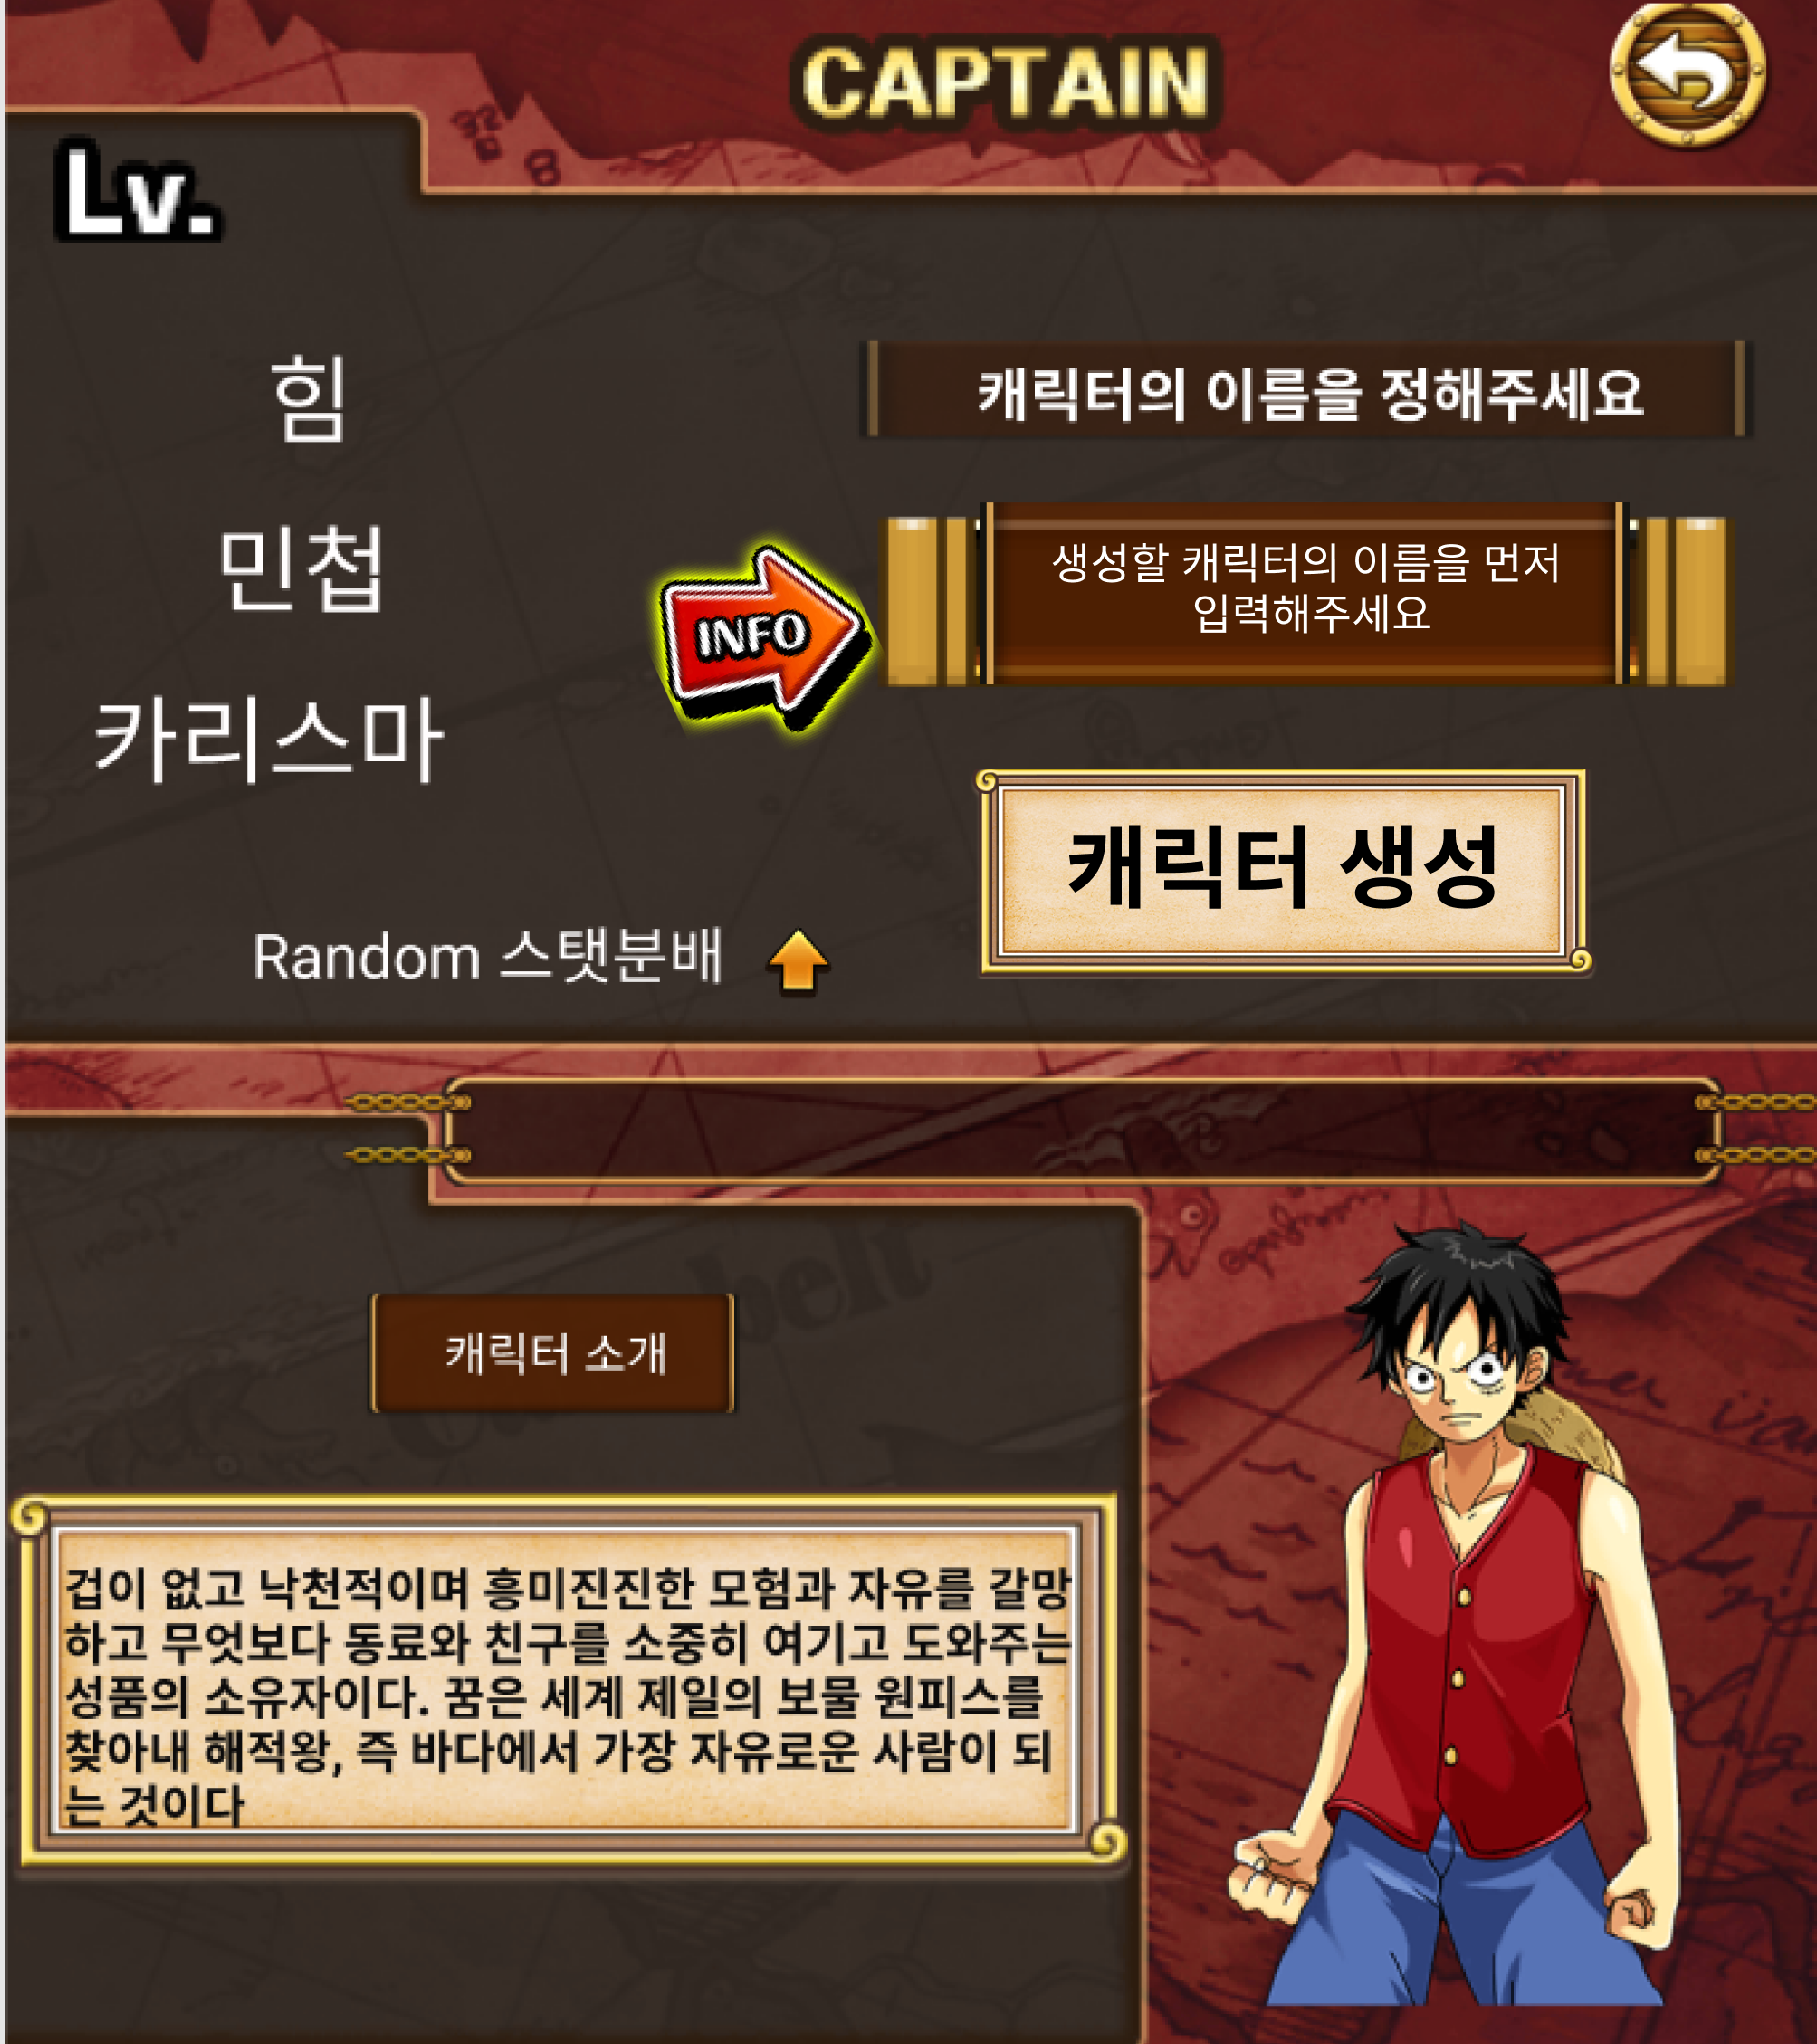 CAPTAIN
Lv.
힘
민첩
카리스마
Random 스탯분배
캐릭터의 이름을 정해주세요
INFO
생성할 캐릭터의 이름을 먼저
입력해주세요
캐릭터 생성
캐릭터 소개
겁이 없고 낙천적이며 흥미진진한 모험과 자유를 갈망
하고 무엇보다 동료와 친구를 소중히 여기고 도와주는
성품의 소유자이다. 꿈은 세계 제일의 보물 원피스를
찾아내 해적왕, 즉 바다에서 가장 자유로운 사람이 되
는 것이다